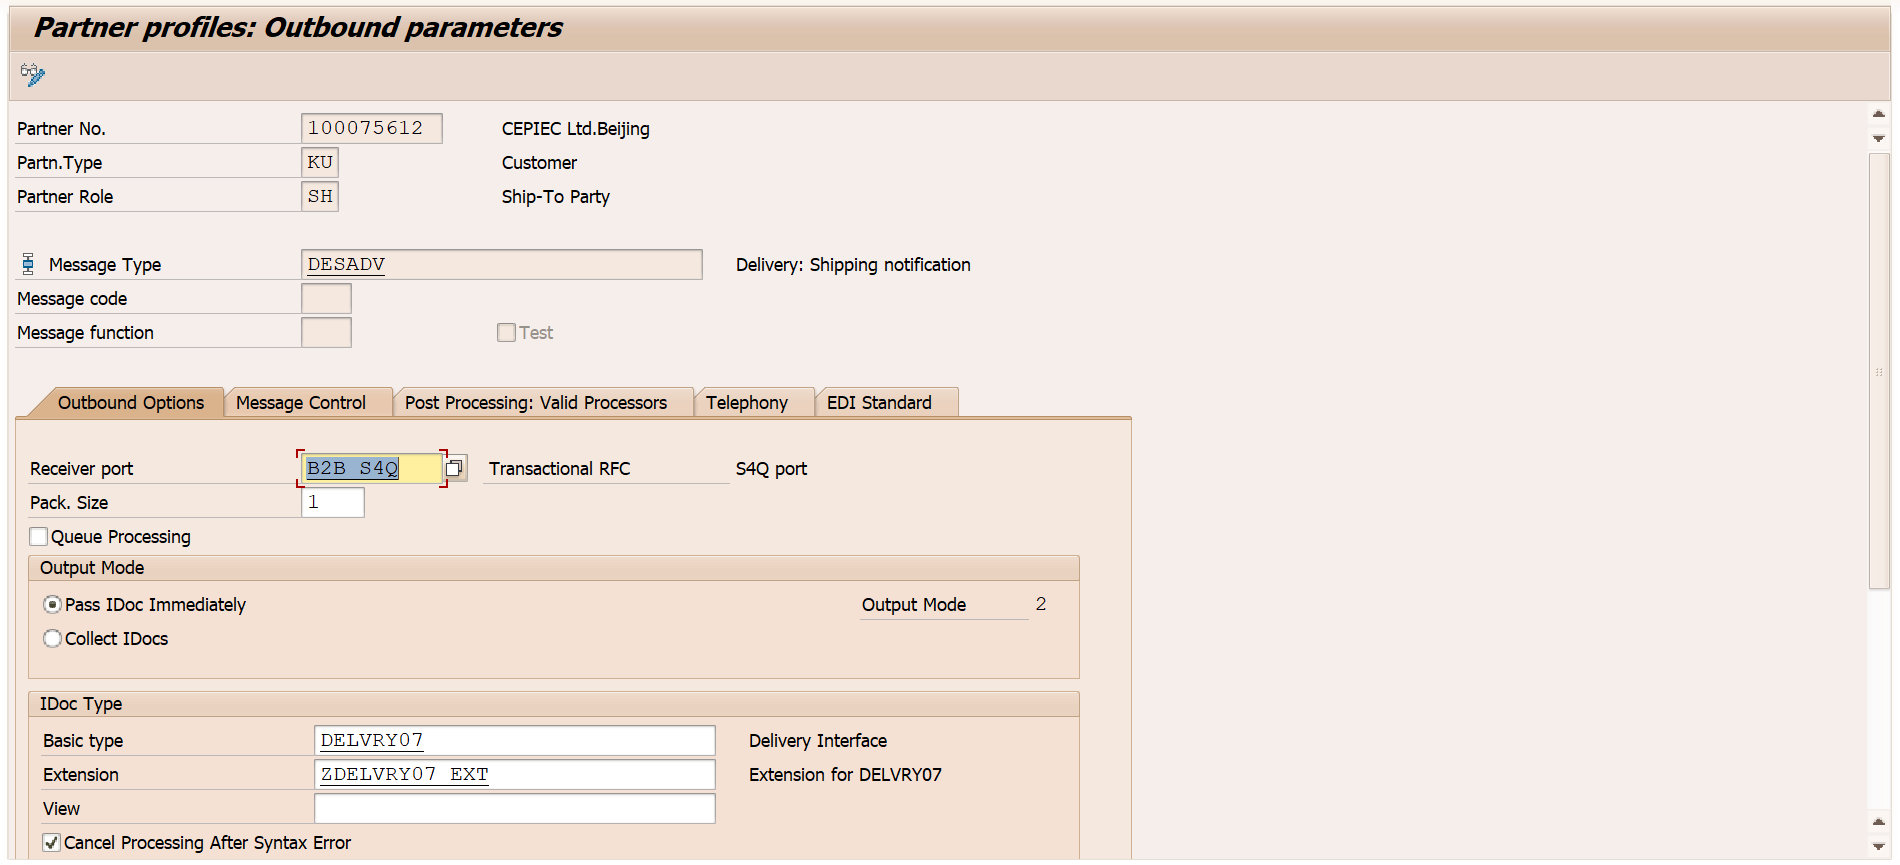 Partner profiles: Outbound parameters
Partner No. 100075612 CEPIEC Ltd.Beijing
Partn.Type KU Customer
Partner Role SH Ship-To Party
Message Type DESADV Delivery: Shipping notification
Message code
Message function Test
Outbound Options Message Control Post Processing: Valid Processors Telephony EDI Standard
Receiver port B2B_S4Q Transactional RFC S4Q port
Pack. Size 1
Queue Processing
Output Mode
Pass IDoc Immediately Output Mode 2
Collect IDocs
IDoc Type
Basic type DELVRY07 Delivery Interface
Extension ZDELVRY07_EXT Extension for DELVRY07
View
Cancel Processing After Syntax Error